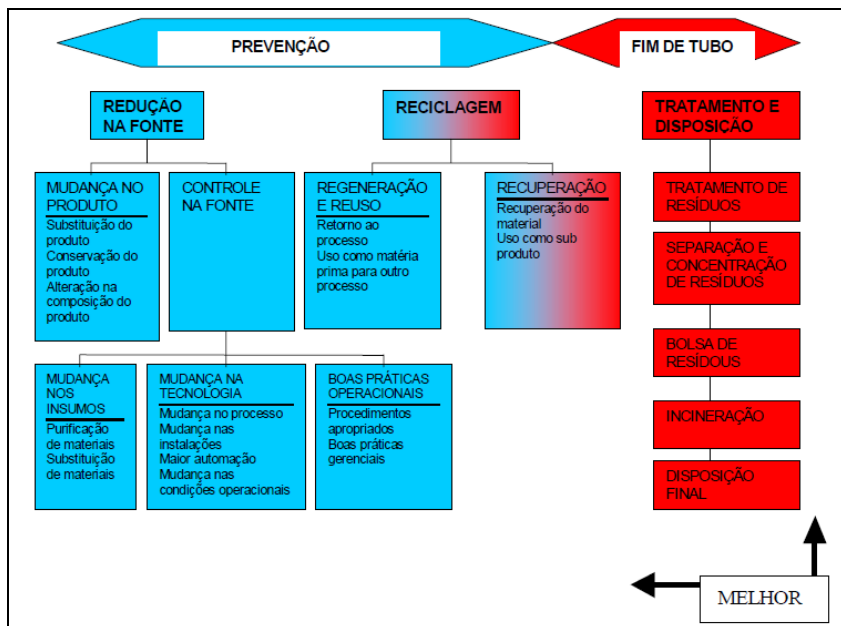 PREVENÇÃO
FIM DE TUBO
REDUÇÃO
NA FONTE
RECICLAGEM
TRATAMENTO E
DISPOSIÇÃO
MUDANÇA NO
PRODUTO
Substituição do
produto
Conservação do
produto
Alteração na
composição do
produto
CONTROLE
NA FONTE
REGENERAÇÃO
E REUSO
Retorno ao
processo
Uso como matéria
prima para outro
processo
RECUPERAÇÃO
Recuperação do
material
Uso como sub
produto
TRATAMENTO DE
RESÍDUOS
SEPARAÇÃO E
CONCENTRAÇÃO
DE RESÍDUOS
BOLSA DE
RESÍDOUS
INCINERAÇÃO
DISPOSIÇÃO
FINAL
MUDANÇA
NOS
INSUMOS
Purificação
de materiais
Substituição
de materiais
MUDANÇA NA
TECNOLOGIA
Mudança no processo
Mudança nas
instalações
Maior automação
Mudança nas
condições operacionais
BOAS PRÁTICAS
OPERACIONAIS
Procedimentos
apropriados
Boas práticas
gerenciais
MELHOR